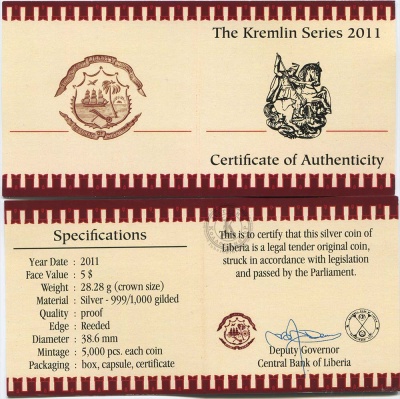 The Kremlin Series 2011
Certificate of Authenticity
Specifications
Year Date : 2011
Face Value : 5 $
Weight : 28.28 g (crown size)
Material : Silver - 999/1,000 gilded
Quality : proof
Edge : Reeded
Diameter : 38.6 mm
Mintage : 5,000 pcs. each coin
Packaging : box, capsule, certificate
This is to certify that this silver coin of
Liberia is a legal tender original coin,
struck in accordance with legislation
and passed by the Parliament.
Deputy Governor
Central Bank of Liberia